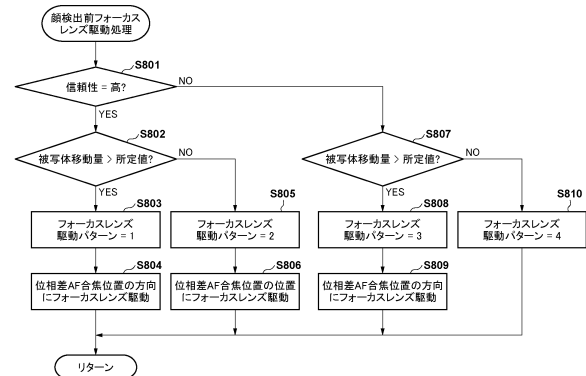 顔検出前フォーカス
レンズ駆動処理
S801
信頼性 = 高?
NO
YES
S802
被写体移動量 > 所定値?
NO
YES
S807
被写体移動量 > 所定値?
NO
YES
S803
フォーカスレンズ
駆動パターン = 1
S805
フォーカスレンズ
駆動パターン = 2
S808
フォーカスレンズ
駆動パターン = 3
S810
フォーカスレンズ
駆動パターン = 4
S804
位相差AF合焦位置の方向
にフォーカスレンズ駆動
S806
位相差AF合焦位置の位置
にフォーカスレンズ駆動
S809
位相差AF合焦位置の方向
にフォーカスレンズ駆動
リターン